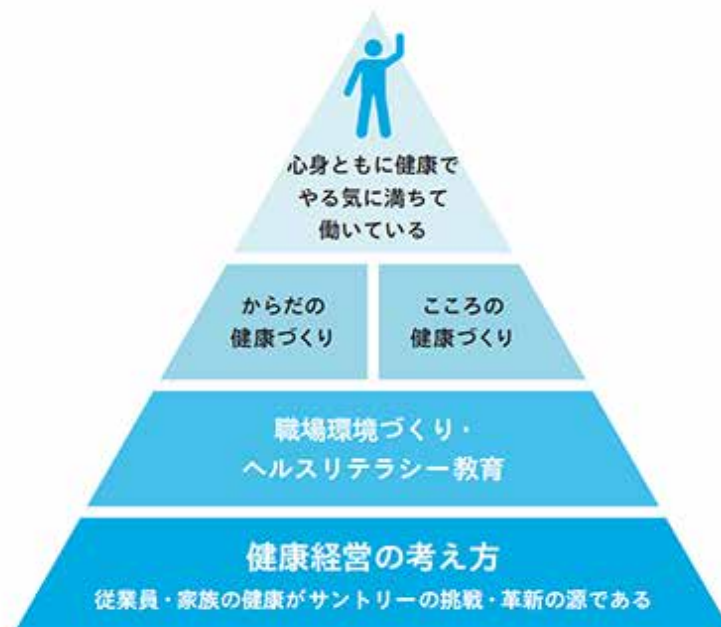 心身ともに健康で
やる気に満ちて
働いている
からだの
健康づくり
こころの
健康づくり
職場環境づくり・
ヘルスリテラシー教育
健康経営の考え方
従業員・家族の健康がサントリーの挑戦・革新の源である